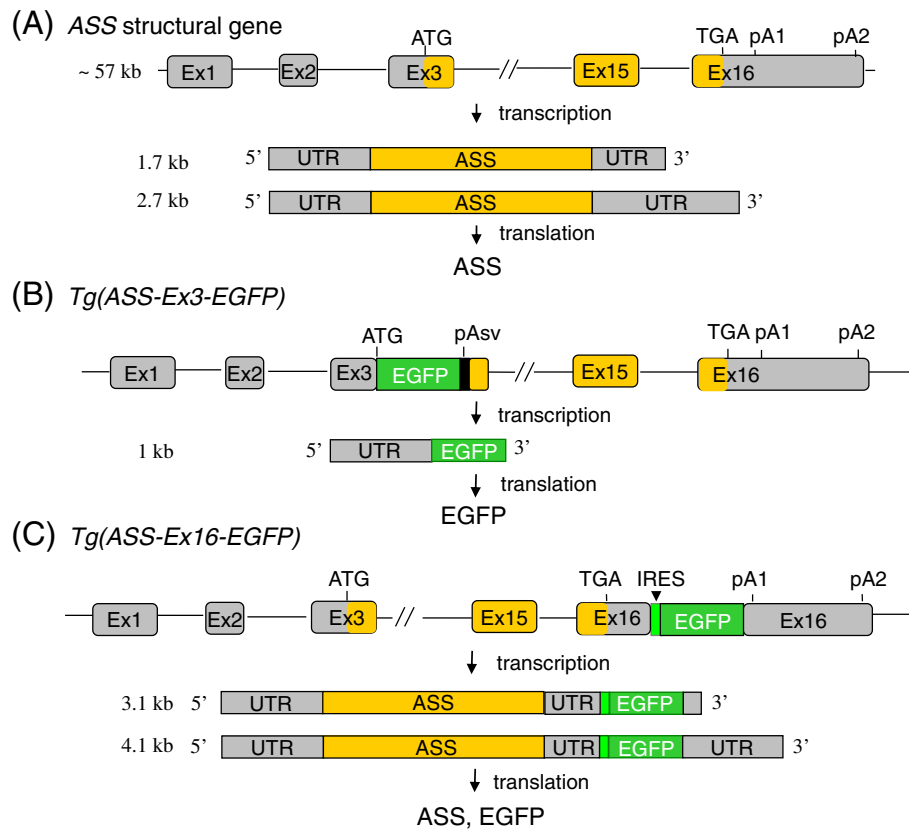 (A) ASS structural gene
ATG TGA pA1 pA2
~ 57 kb Ex1 Ex2 Ex3 // Ex15 Ex16
transcription
1.7 kb 5’ UTR ASS UTR 3’
2.7 kb 5’ UTR ASS UTR 3’
translation
ASS
(B) Tg(ASS-Ex3-EGFP)
ATG pAsv TGA pA1 pA2
Ex1 Ex2 Ex3 EGFP // Ex15 Ex16
transcription
1 kb 5’ UTR EGFP 3’
translation
EGFP
(C) Tg(ASS-Ex16-EGFP)
ATG TGA IRES pA1 pA2
Ex1 Ex2 Ex3 // Ex15 Ex16 EGFP Ex16
transcription
3.1 kb 5’ UTR ASS UTR EGFP 3’
4.1 kb 5’ UTR ASS UTR EGFP UTR 3’
translation
ASS, EGFP